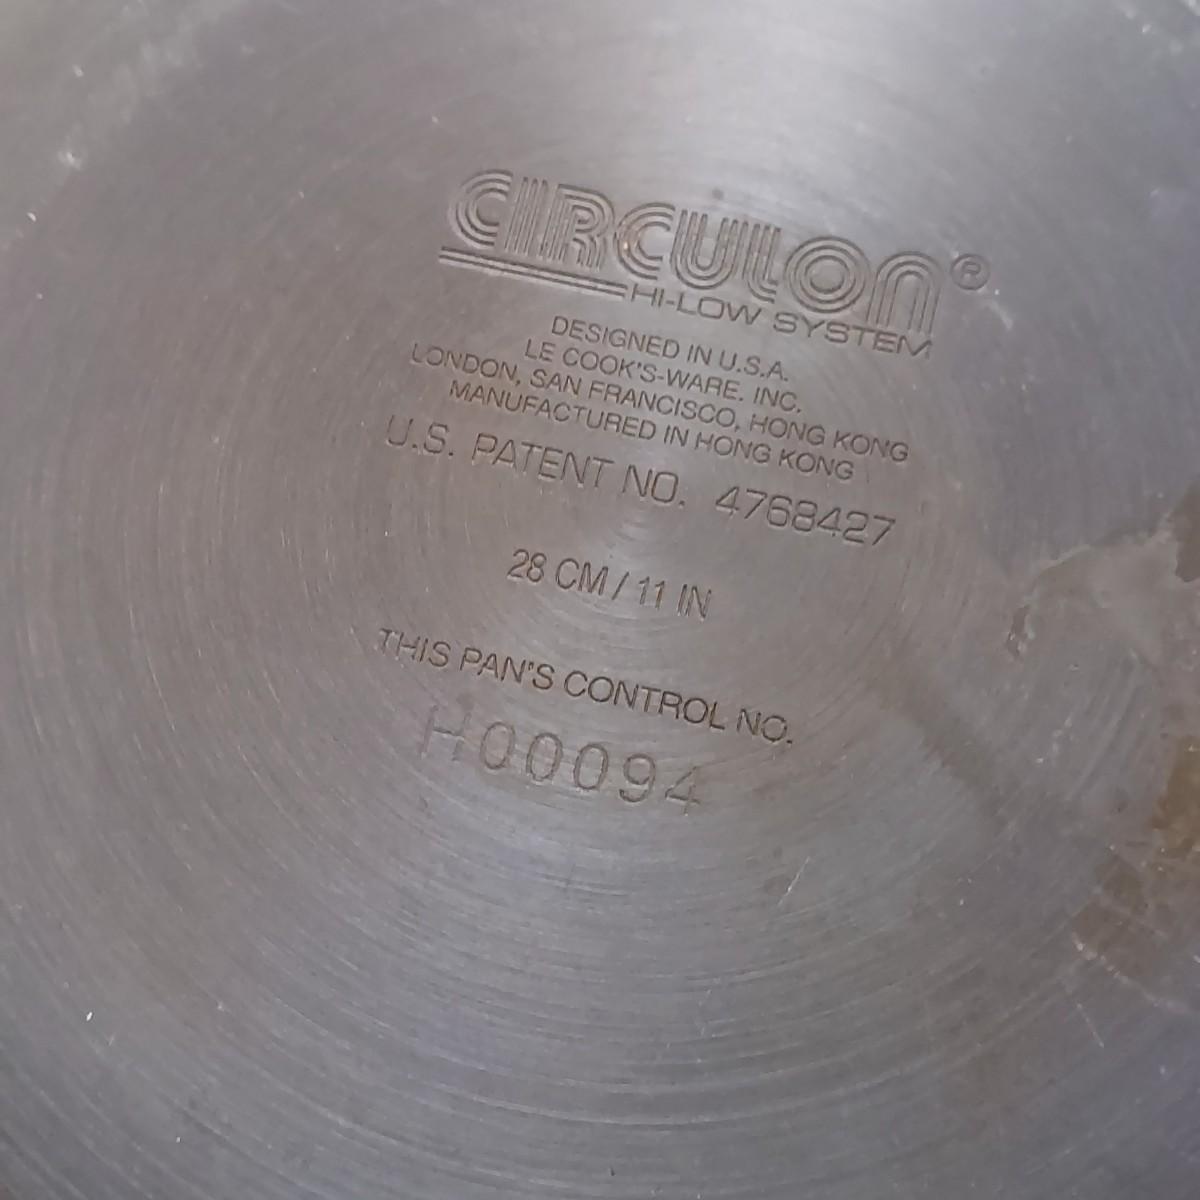 CIRCULON®
HI-LOW SYSTEM
DESIGNED IN U.S.A.
LE COOK'S-WARE. INC.
LONDON, SAN FRANCISCO, HONG KONG
MANUFACTURED IN HONG KONG
U.S. PATENT NO. 4768427
28 CM / 11 IN
THIS PAN'S CONTROL NO.
H00094